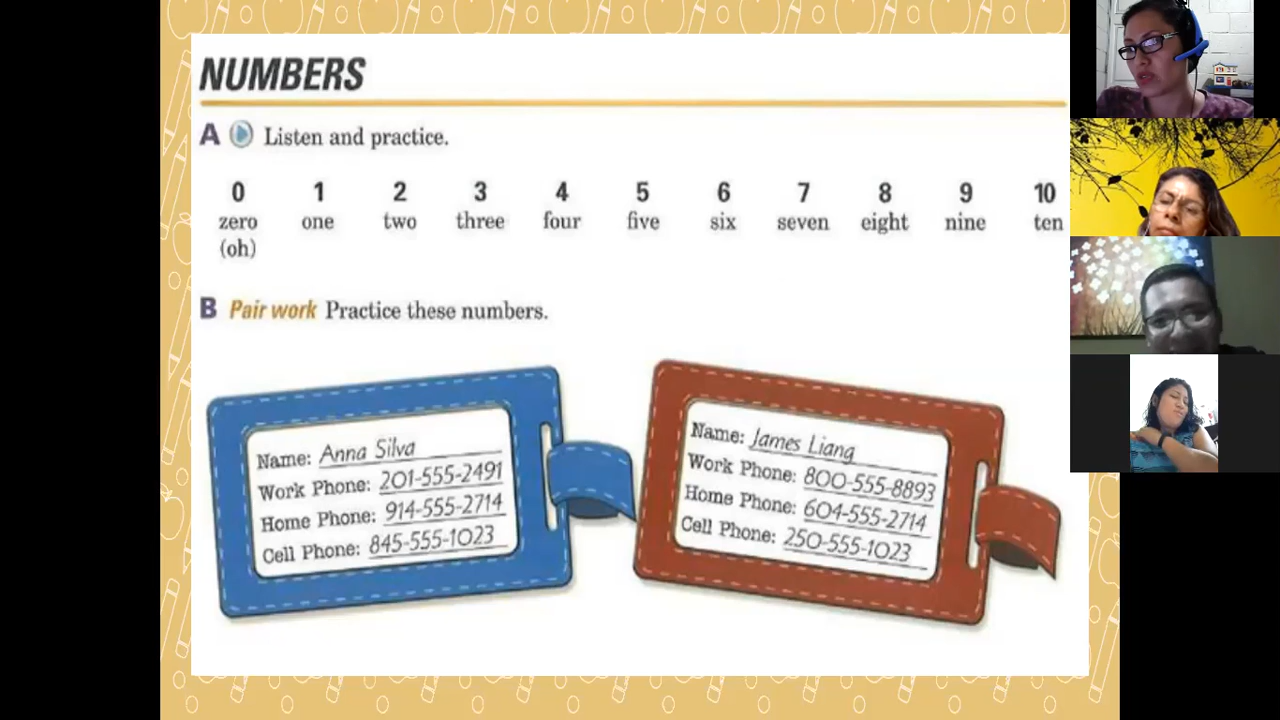 NUMBERS
A Listen and practice.
0 1 2 3 4 5 6 7 8 9 10
zero one two three four five six seven eight nine ten
(oh)
B Pair work Practice these numbers.
Name: Anna Silva
Work Phone: 201-555-2491
Home Phone: 914-555-2714
Cell Phone: 845-555-1023
Name: James Liang
Work Phone: 800-555-8893
Home Phone: 604-555-2714
Cell Phone: 250-555-1023